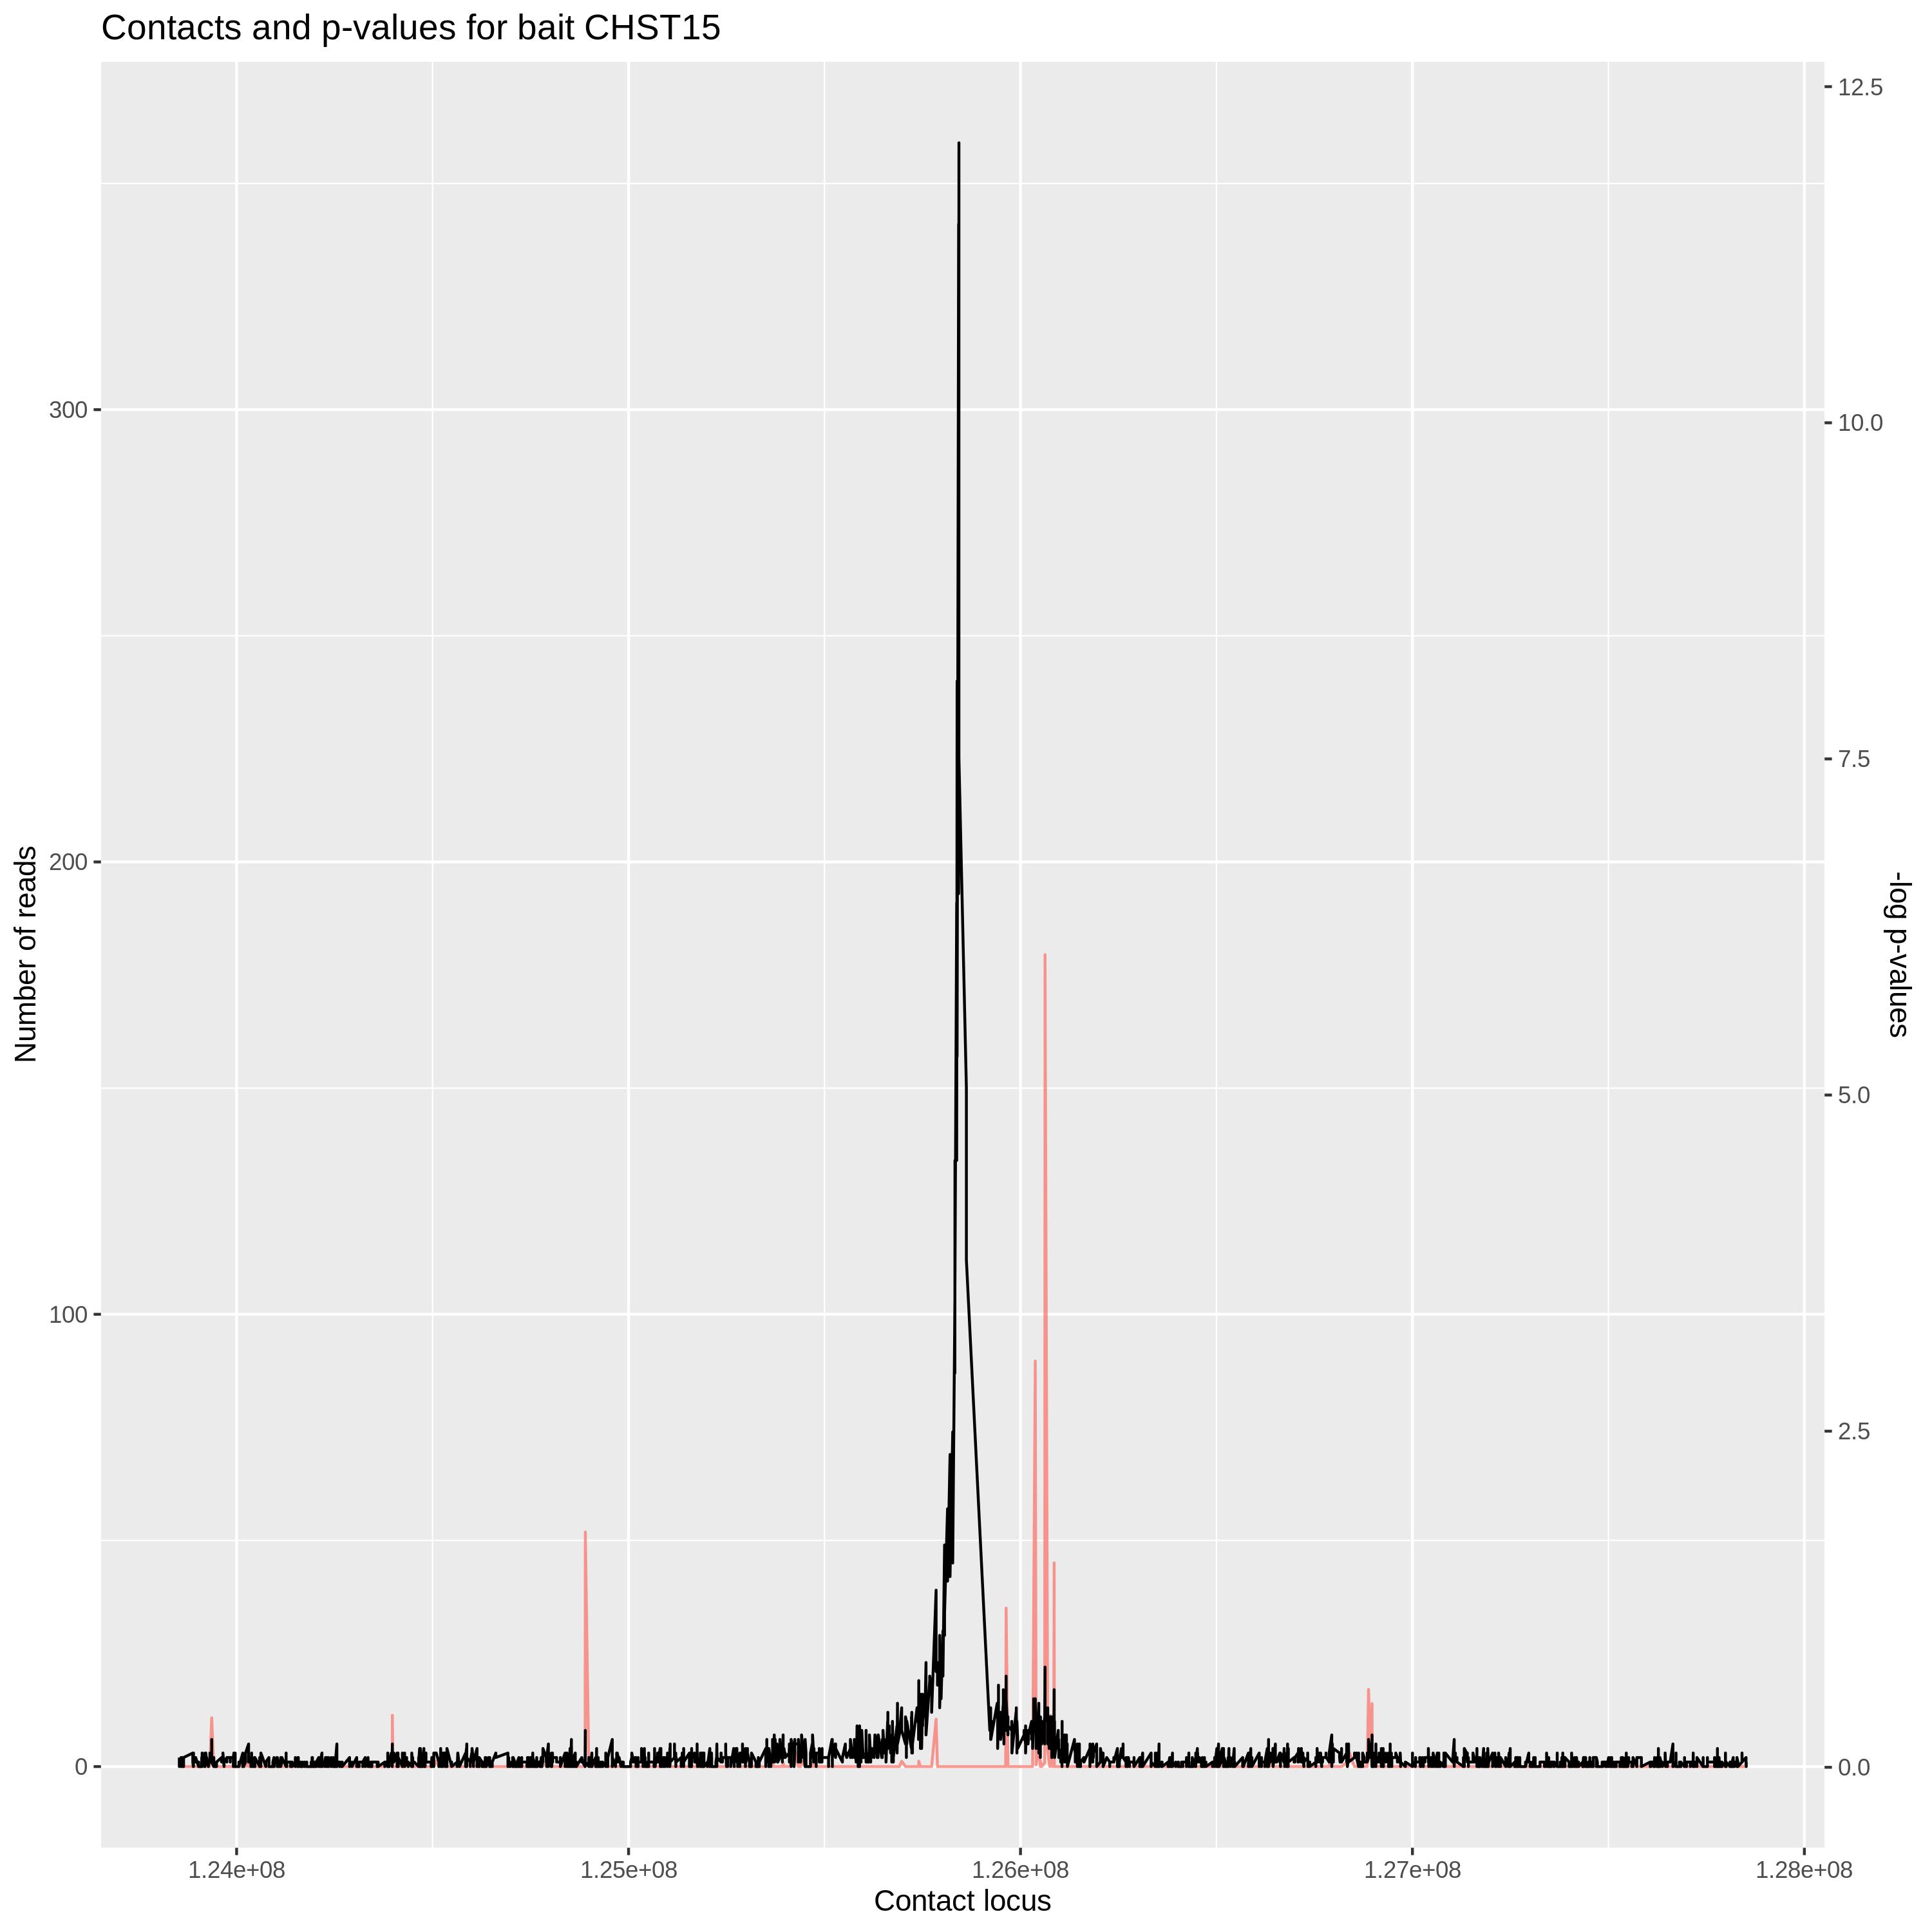 Contacts and p-values for bait CHST15
12.5
10.0
7.5
5.0
2.5
0.0
-log p-values
300
200
100
0
Number of reads
1.24e+08
1.25e+08
1.26e+08
1.27e+08
1.28e+08
Contact locus